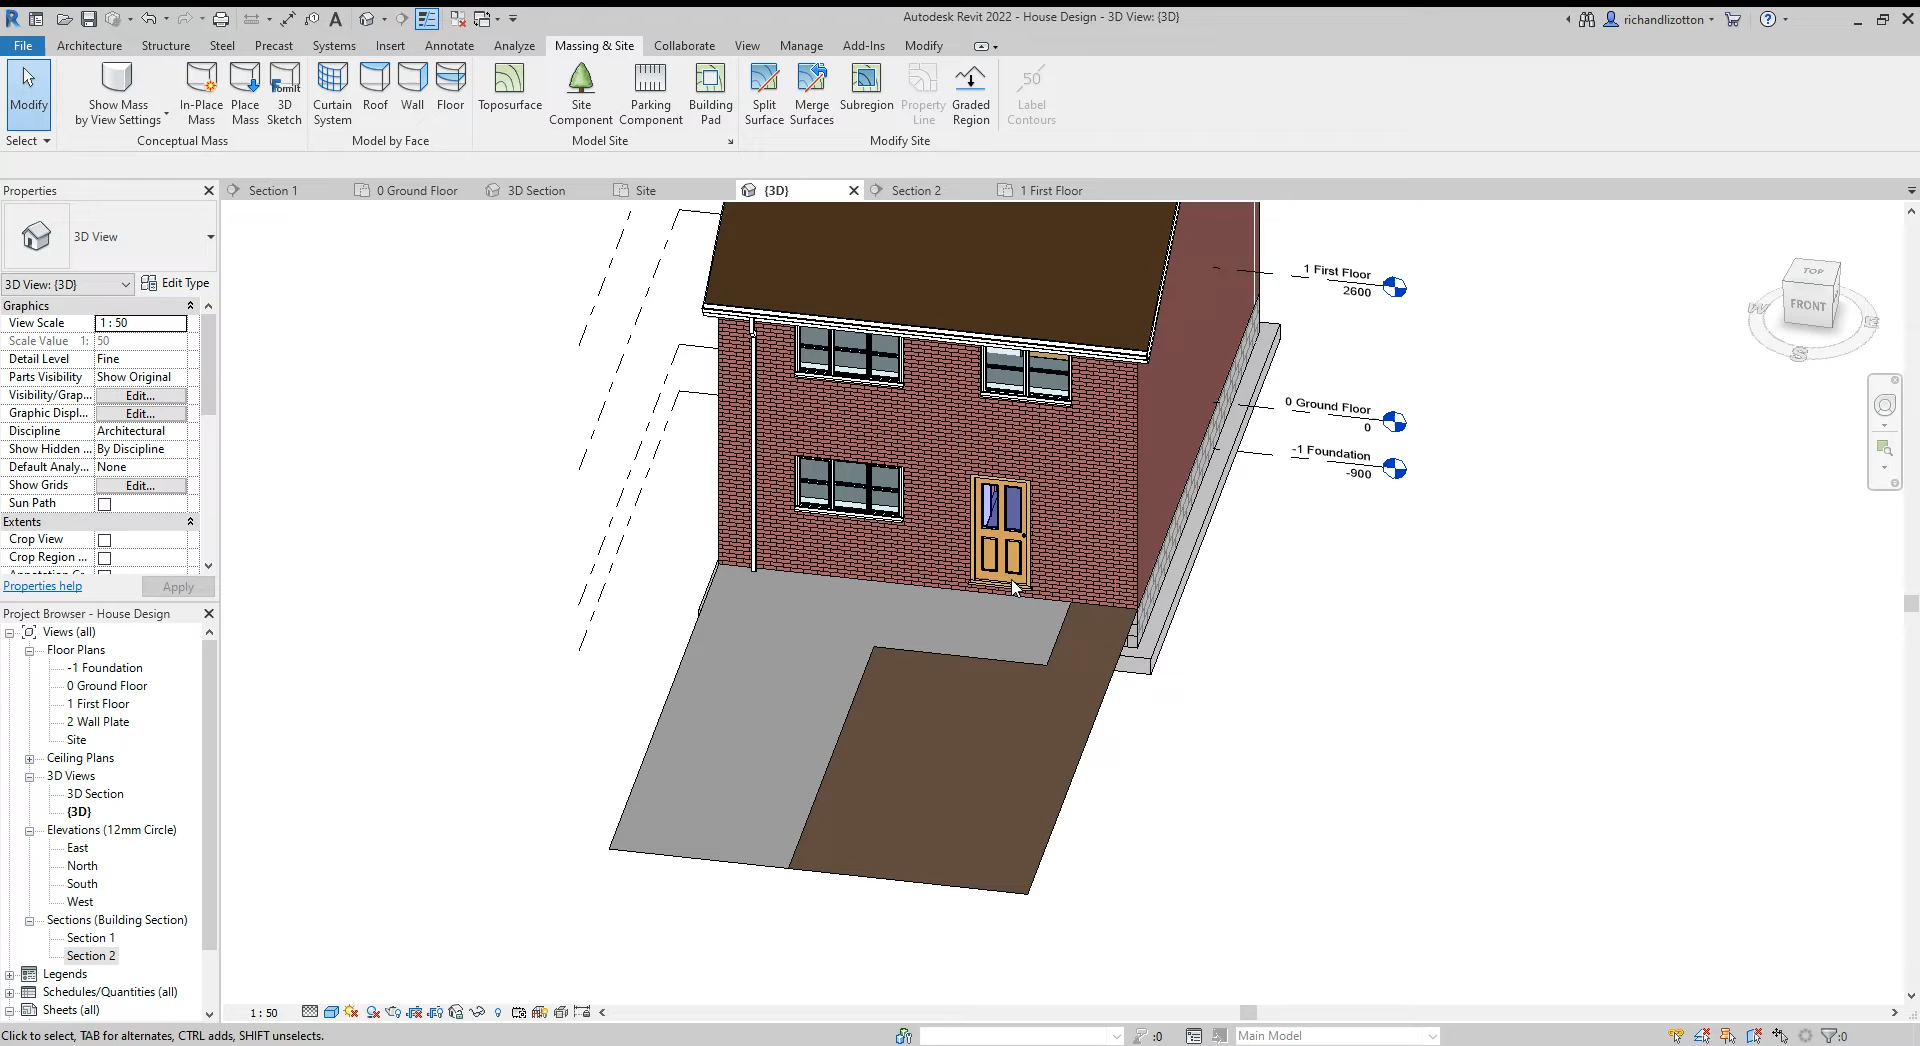 Autodesk Revit 2022 - House Design - 3D View: {3D}
richandlizotton
File Architecture Structure Steel Precast Systems Insert Annotate Analyze Massing & Site Collaborate View Manage Add-Ins Modify
Modify
Show Mass by View Settings
In-Place Mass
Place Mass
3D Sketch
Curtain System
Roof
Wall
Floor
Toposurface
Site Component
Parking Component
Building Pad
Split Surface
Merge Surfaces
Subregion
Property Line
Graded Region
50
Label Contours
Select
Conceptual Mass
Model by Face
Model Site
Modify Site
Properties
Section 1
0 Ground Floor
3D Section
Site
{3D}
Section 2
1 First Floor
3D View
3D View: {3D}
Edit Type
Graphics
View Scale 1 : 50
Scale Value 1: 50
Detail Level Fine
Parts Visibility Show Original
Visibility/Grap... Edit...
Graphic Displ... Edit...
Discipline Architectural
Show Hidden ... By Discipline
Default Analy... None
Show Grids Edit...
Sun Path
Extents
Crop View
Crop Region ...
Properties help
Apply
Project Browser - House Design
Views (all)
Floor Plans
-1 Foundation
0 Ground Floor
1 First Floor
2 Wall Plate
Site
Ceiling Plans
3D Views
3D Section
{3D}
Elevations (12mm Circle)
East
North
South
West
Sections (Building Section)
Section 1
Section 2
Legends
Schedules/Quantities (all)
Sheets (all)
1 First Floor
2600
0 Ground Floor
0
-1 Foundation
-900
TOP
FRONT
W
E
S
1 : 50
Click to select, TAB for alternates, CTRL adds, SHIFT unselects.
:0
Main Model
:0